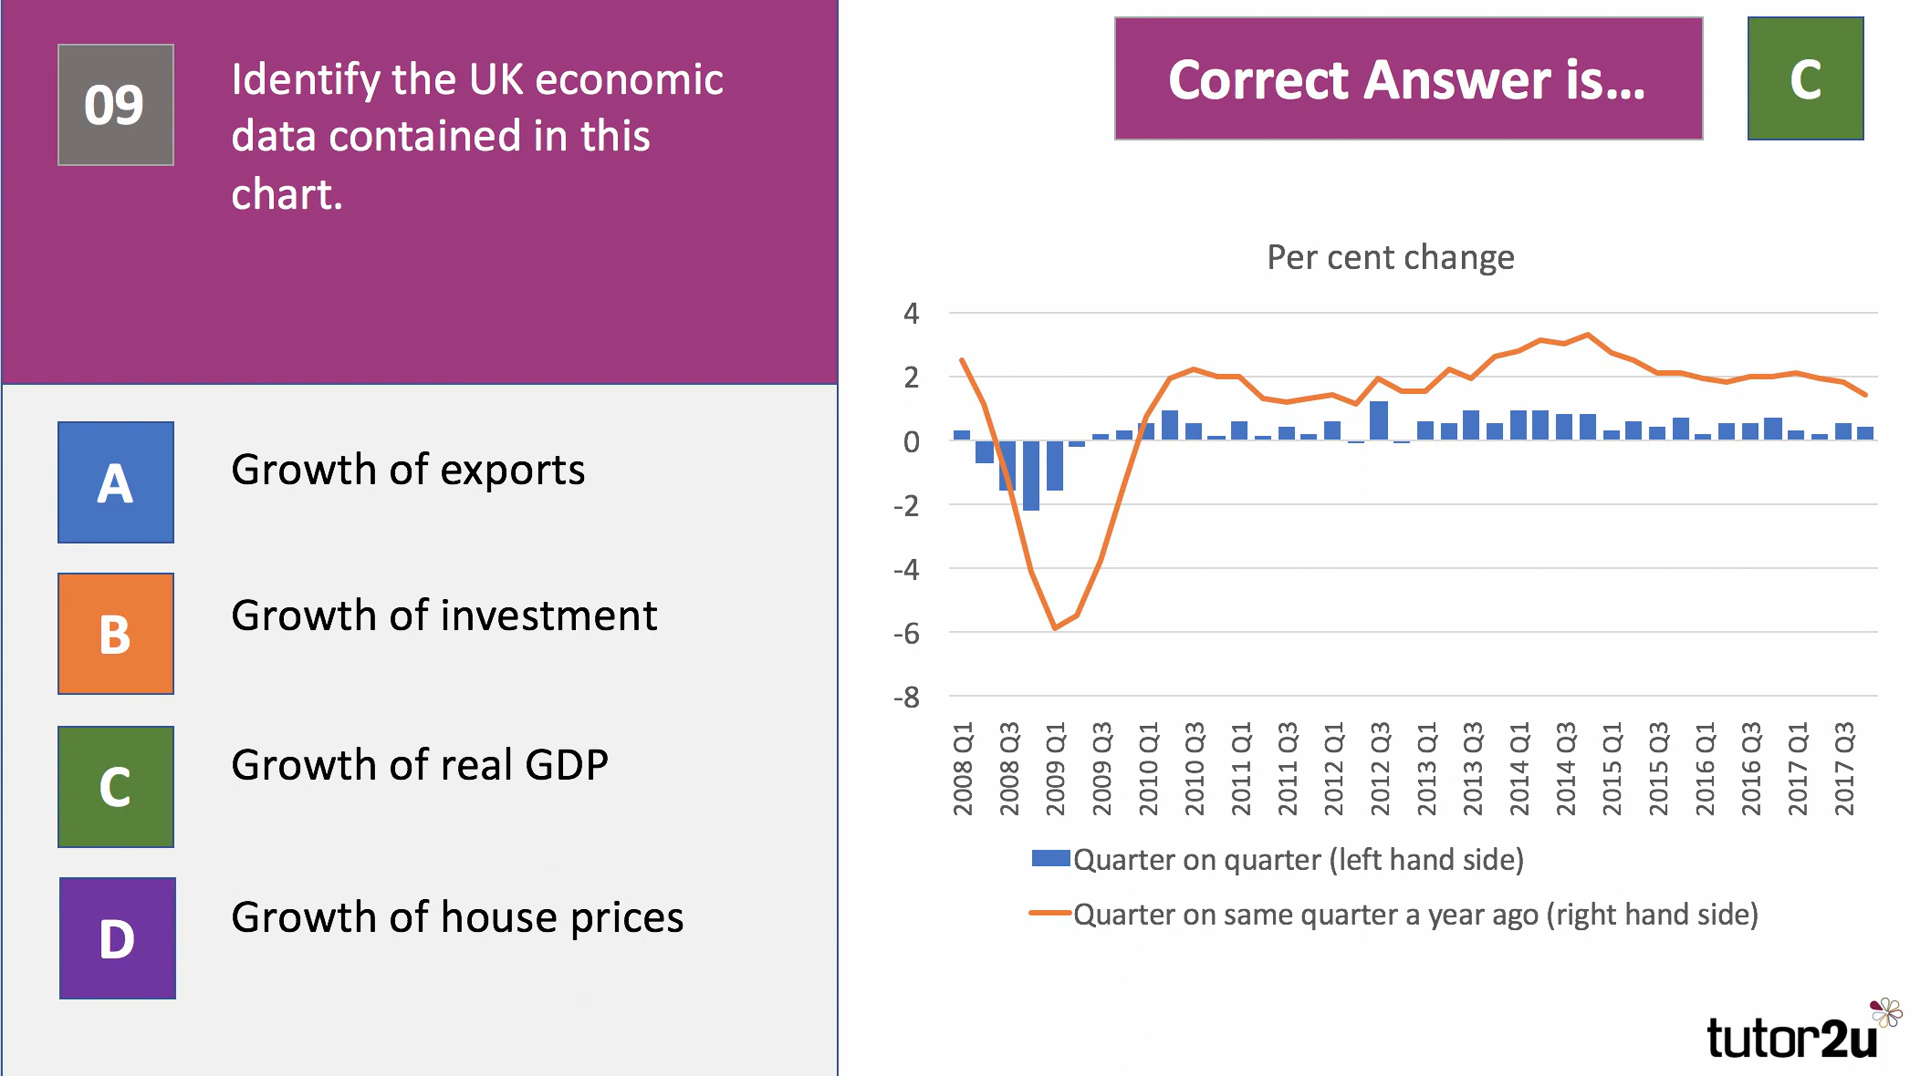 09
Identify the UK economic
data contained in this
chart.
Correct Answer is...
C
A
Growth of exports
B
Growth of investment
C
Growth of real GDP
D
Growth of house prices
Per cent change
4
2
0
-2
-4
-6
-8
2008 Q1
2008 Q3
2009 Q1
2009 Q3
2010 Q1
2010 Q3
2011 Q1
2011 Q3
2012 Q1
2012 Q3
2013 Q1
2013 Q3
2014 Q1
2014 Q3
2015 Q1
2015 Q3
2016 Q1
2016 Q3
2017 Q1
2017 Q3
Quarter on quarter (left hand side)
Quarter on same quarter a year ago (right hand side)
tutor2u